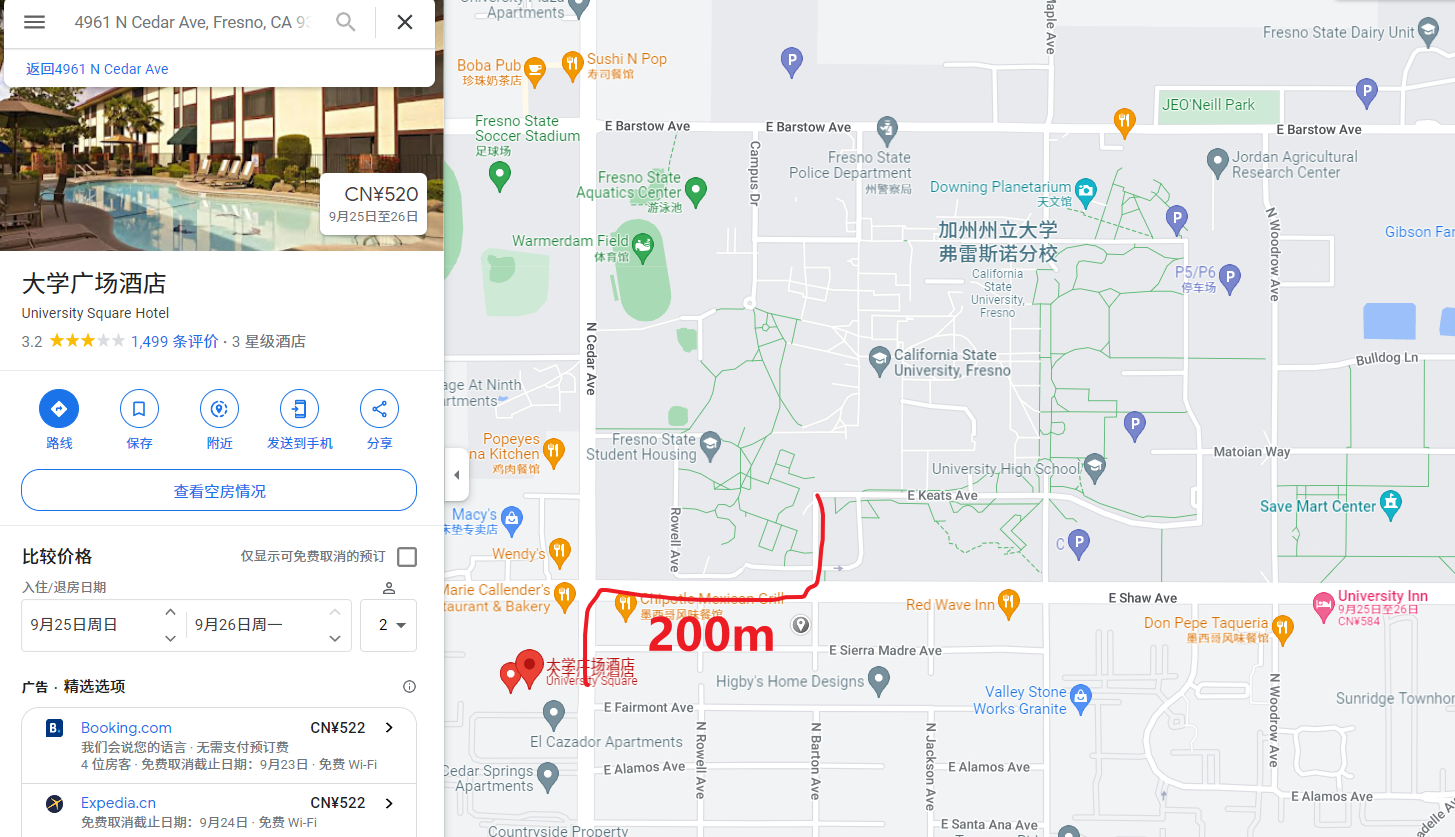 4961 N Cedar Ave, Fresno, CA 93
返回4961 N Cedar Ave
CN¥520
9月25日至26日
大学广场酒店
University Square Hotel
3.2 1,499 条评价 · 3 星级酒店
路线
保存
附近
发送到手机
分享
查看空房情况
比较价格
仅显示可免费取消的预订
入住/退房日期
9月25日周日
9月26日周一
2
广告 · 精选选项
B.
Booking.com
CN¥522
我们会说您的语言 · 无需支付预订费
4 位房客 · 免费取消截止日期：9月23日 · 免费 Wi-Fi
Expedia.cn
CN¥522
免费取消截止日期：9月24日 · 免费 Wi-Fi
University Plaza
Apartments
Maple Ave
Fresno State Dairy Unit
Boba Pub
珍珠奶茶店
Sushi N Pop
寿司餐馆
P
P
JEO'Neill Park
Fresno State
Soccer Stadium
足球场
E Barstow Ave
E Barstow Ave
E Barstow Ave
Campus Dr
Fresno State
Police Department
州警察局
Jordan Agricultural
Research Center
Fresno State
Aquatics Center
游泳池
Downing Planetarium
天文馆
P
N Woodrow Ave
Warmerdam Field
体育馆
加州州立大学
弗雷斯诺分校
California
State
University,
Fresno
Gibson Far
P5/P6
停车场
P
N Cedar Ave
California State
University, Fresno
Bulldog Ln
age At Ninth
rtments
Popeyes
na Kitchen
鸡肉餐馆
Fresno State
Student Housing
P
Matoian Way
University High School
E Keats Ave
Save Mart Center
Macy's
床垫专卖店
Rowell Ave
Wendy's
C
P
Marie Callender's
taurant & Bakery
Chipotle Mexican Grill
墨西哥风味餐馆
Red Wave Inn
E Shaw Ave
University Inn
9月25日至26日
CN¥584
200m
Don Pepe Taqueria
墨西哥风味餐馆
大学广场酒店
大学广场酒店
University Square
E Sierra Madre Ave
Higby's Home Designs
Valley Stone
Works Granite
Sunridge Townhor
E Fairmont Ave
El Cazador Apartments
N Rowell Ave
N Barton Ave
N Jackson Ave
N Woodrow Ave
Cedar Springs
Apartments
E Alamos Ave
E Alamos Ave
E Alamos Ave
Countryside Property
E Santa Ana Ave